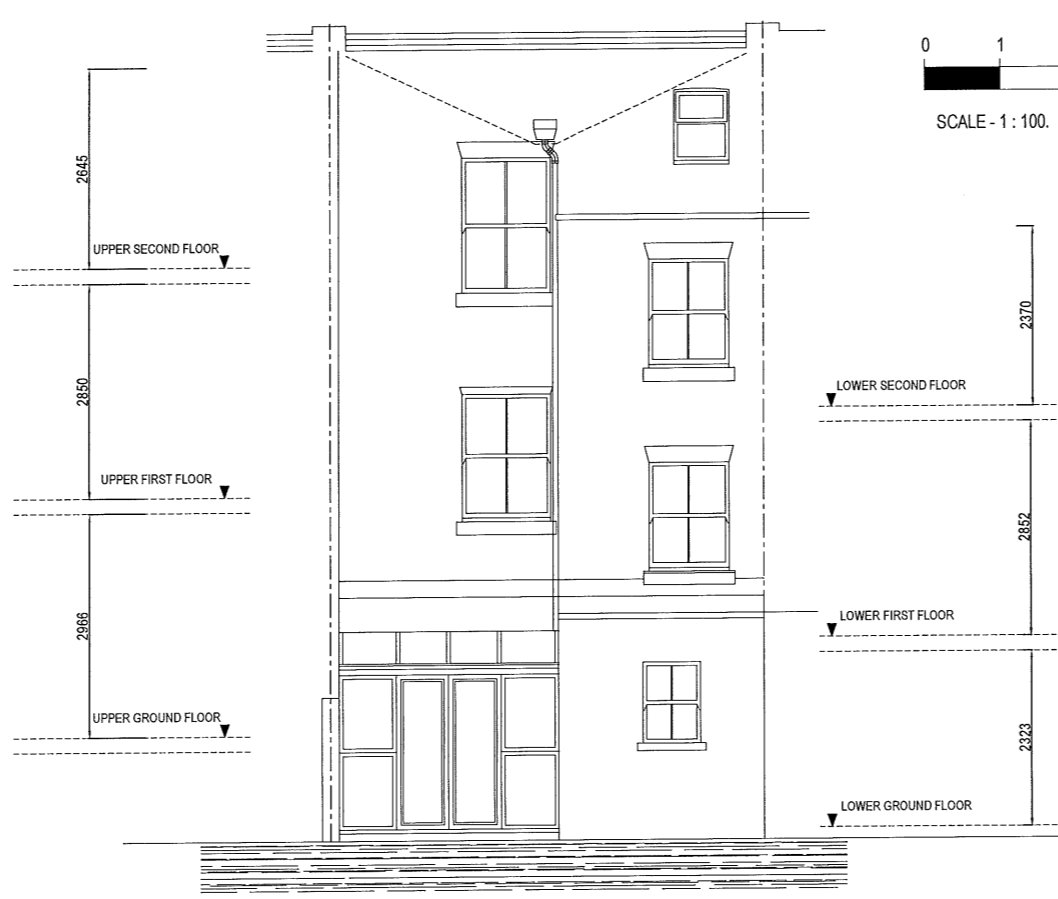 0 1
SCALE - 1 : 100.
2645
UPPER SECOND FLOOR
2850
UPPER FIRST FLOOR
2966
UPPER GROUND FLOOR
2370
LOWER SECOND FLOOR
2852
LOWER FIRST FLOOR
2323
LOWER GROUND FLOOR